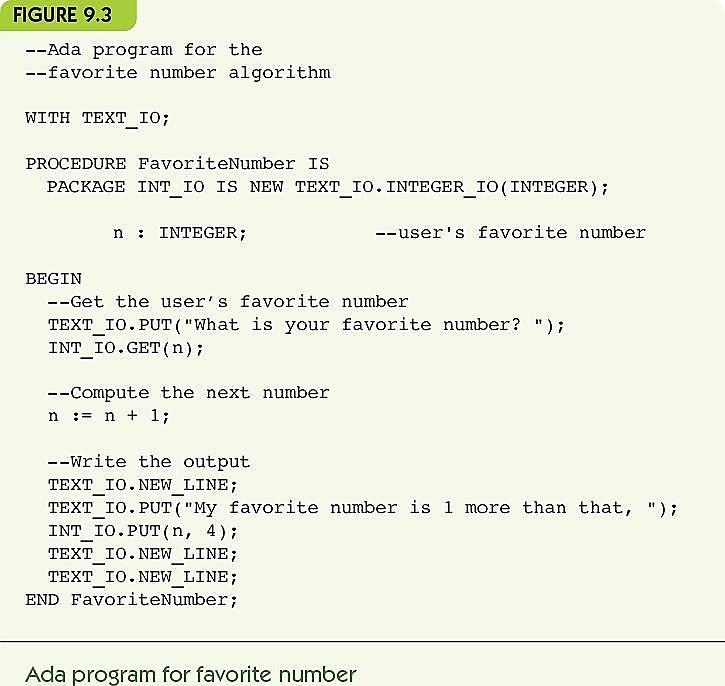 FIGURE 9.3
--Ada program for the
--favorite number algorithm
WITH TEXT_IO;
PROCEDURE FavoriteNumber IS
PACKAGE INT_IO IS NEW TEXT_IO.INTEGER_IO(INTEGER);
n : INTEGER; --user's favorite number
BEGIN
--Get the user’s favorite number
TEXT_IO.PUT("What is your favorite number? ");
INT_IO.GET(n);
--Compute the next number
n := n + 1;
--Write the output
TEXT_IO.NEW_LINE;
TEXT_IO.PUT("My favorite number is 1 more than that, ");
INT_IO.PUT(n, 4);
TEXT_IO.NEW_LINE;
TEXT_IO.NEW_LINE;
END FavoriteNumber;
Ada program for favorite number